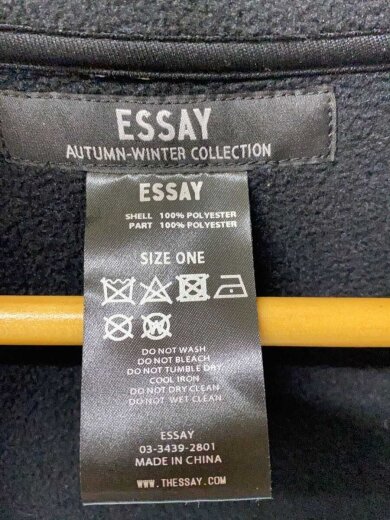 ESSAY
AUTUMN-WINTER COLLECTION
ESSAY
SHELL 100% POLYESTER
PART 100% POLYESTER
SIZE ONE
DO NOT WASH
DO NOT BLEACH
DO NOT TUMBLE DRY
COOL IRON
DO NOT DRY CLEAN
DO NOT WET CLEAN
ESSAY
03-3439-2801
MADE IN CHINA
WWW.THESSAY.COM